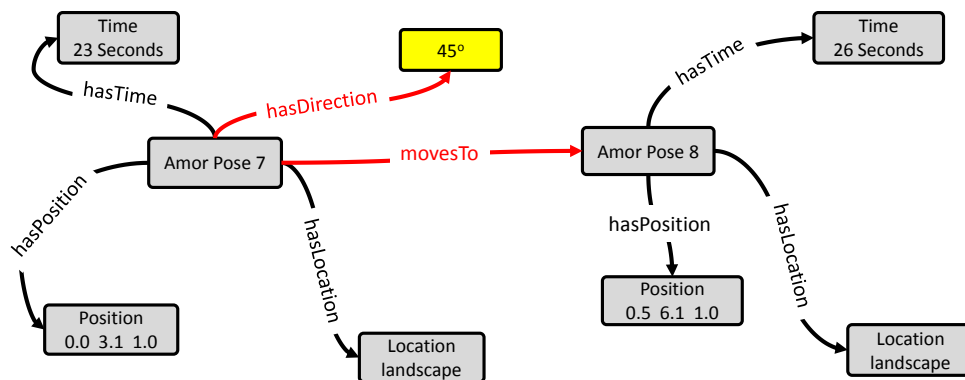 Time
23 Seconds
45º
Time
26 Seconds
hasTime
hasDirection
hasTime
Amor Pose 7
movesTo
Amor Pose 8
hasPosition
hasLocation
hasPosition
hasLocation
Position
0.0 3.1 1.0
Position
0.5 6.1 1.0
Location
landscape
Location
landscape